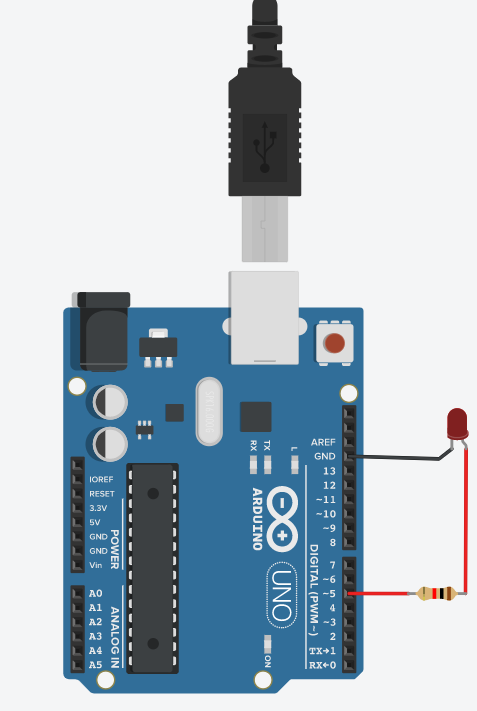 RX
TX
L
AREF
GND
13
12
~11
~10
~9
8
7
~6
~5
4
~3
2
TX→1
RX←0
DIGITAL (PWM~)
ARDUINO
UNO
ON
IOREF
RESET
3.3V
5V
GND
GND
Vin
POWER
A0
A1
A2
A3
A4
A5
ANALOG IN